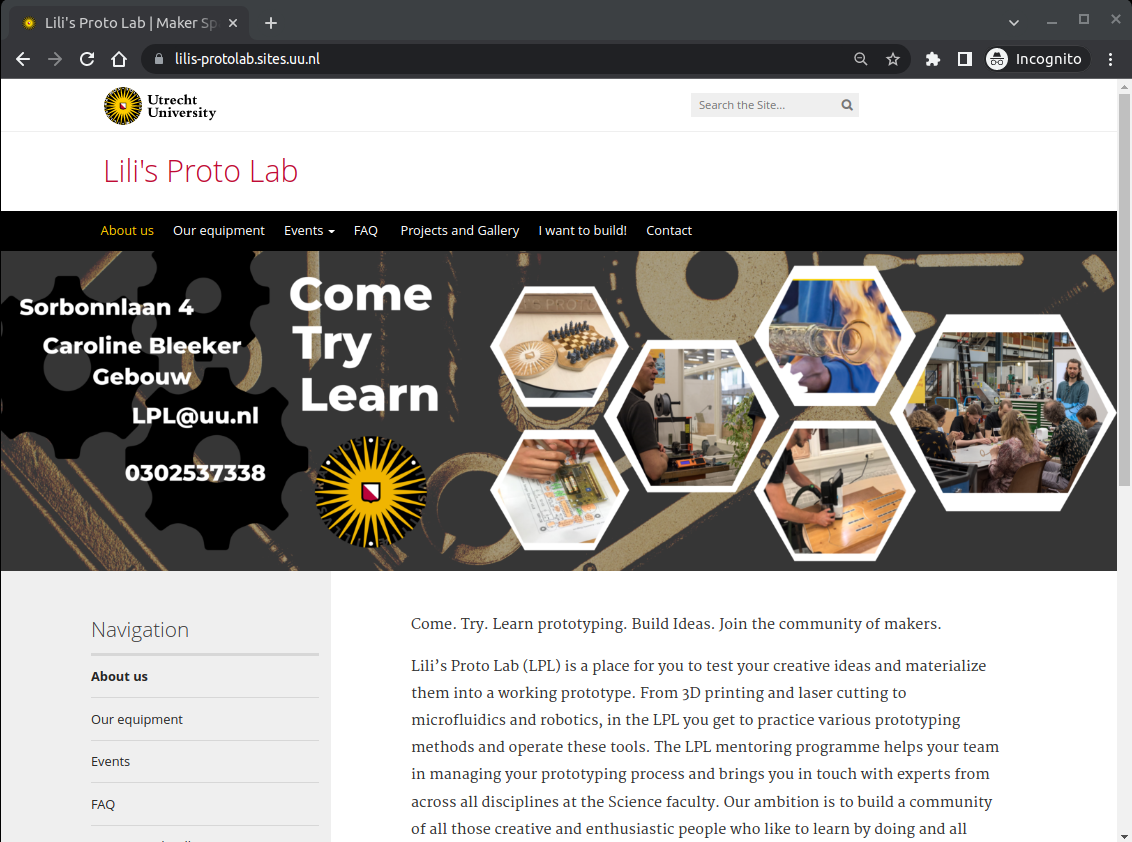 Lili's Proto Lab | Maker Sp
lilis-protolab.sites.uu.nl
Incognito
Utrecht
University
Search the Site...
Lili's Proto Lab
About us
Our equipment
Events
FAQ
Projects and Gallery
I want to build!
Contact
Sorbonnlaan 4
Caroline Bleeker
Gebouw
LPL@uu.nl
0302537338
Come
Try
Learn
PROTO
Navigation
About us
Our equipment
Events
FAQ
Come. Try. Learn prototyping. Build Ideas. Join the community of makers.
Lili’s Proto Lab (LPL) is a place for you to test your creative ideas and materialize
them into a working prototype. From 3D printing and laser cutting to
microfluidics and robotics, in the LPL you get to practice various prototyping
methods and operate these tools. The LPL mentoring programme helps your team
in managing your prototyping process and brings you in touch with experts from
across all disciplines at the Science faculty. Our ambition is to build a community
of all those creative and enthusiastic people who like to learn by doing and all